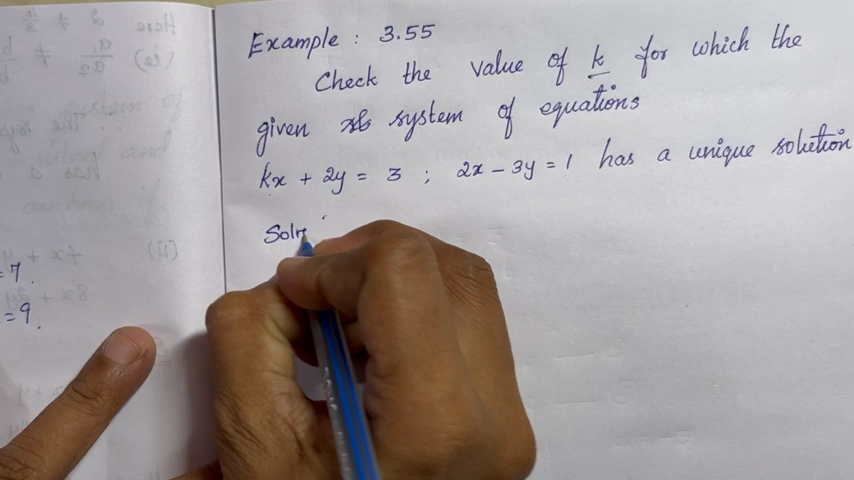 Example : 3.55
Check the value of k for which the
given system of equations
kx + 2y = 3 ; 2x - 3y = 1 has a unique solution
Soln
= 7.
= 9.